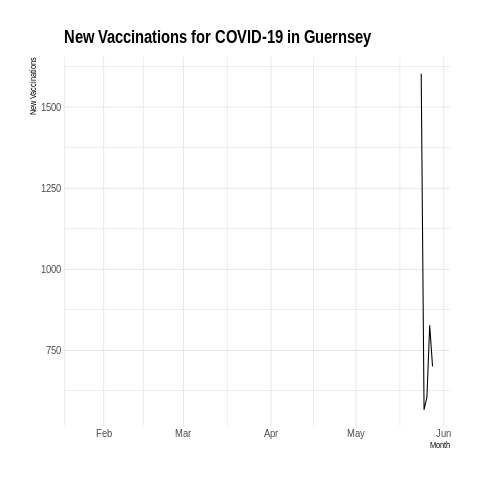 New Vaccinations for COVID-19 in Guernsey
New Vaccinations
1500
1250
1000
750
Feb Mar Apr May Jun
Month